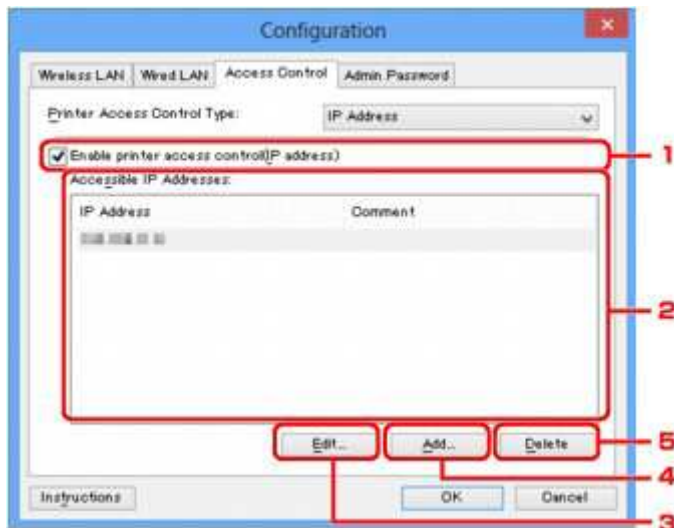 Configuration
Wireless LAN Wired LAN Access Control Admin Password
Printer Access Control Type: IP Address
Enable printer access control(IP address) 1
Accessible IP Addresses:
IP Address Comment
2
Edit... Add... Delete 5
4
Instructions OK Cancel
3